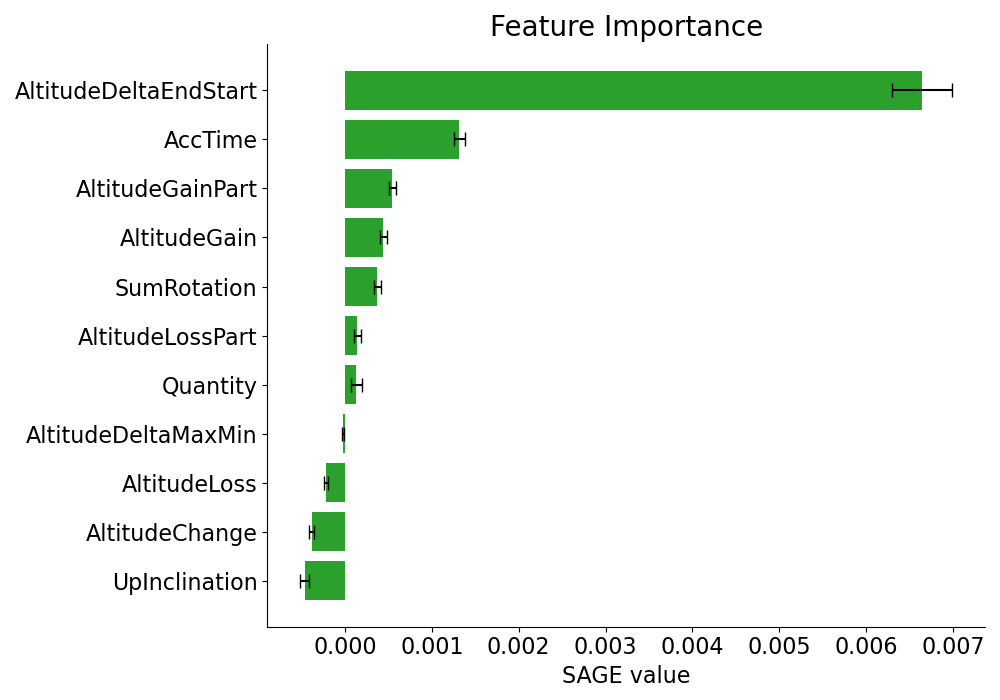 Feature Importance
AltitudeDeltaEndStart
AccTime
AltitudeGainPart
AltitudeGain
SumRotation
AltitudeLossPart
Quantity
AltitudeDeltaMaxMin
AltitudeLoss
AltitudeChange
UpInclination
0.000 0.001 0.002 0.003 0.004 0.005 0.006 0.007
SAGE value